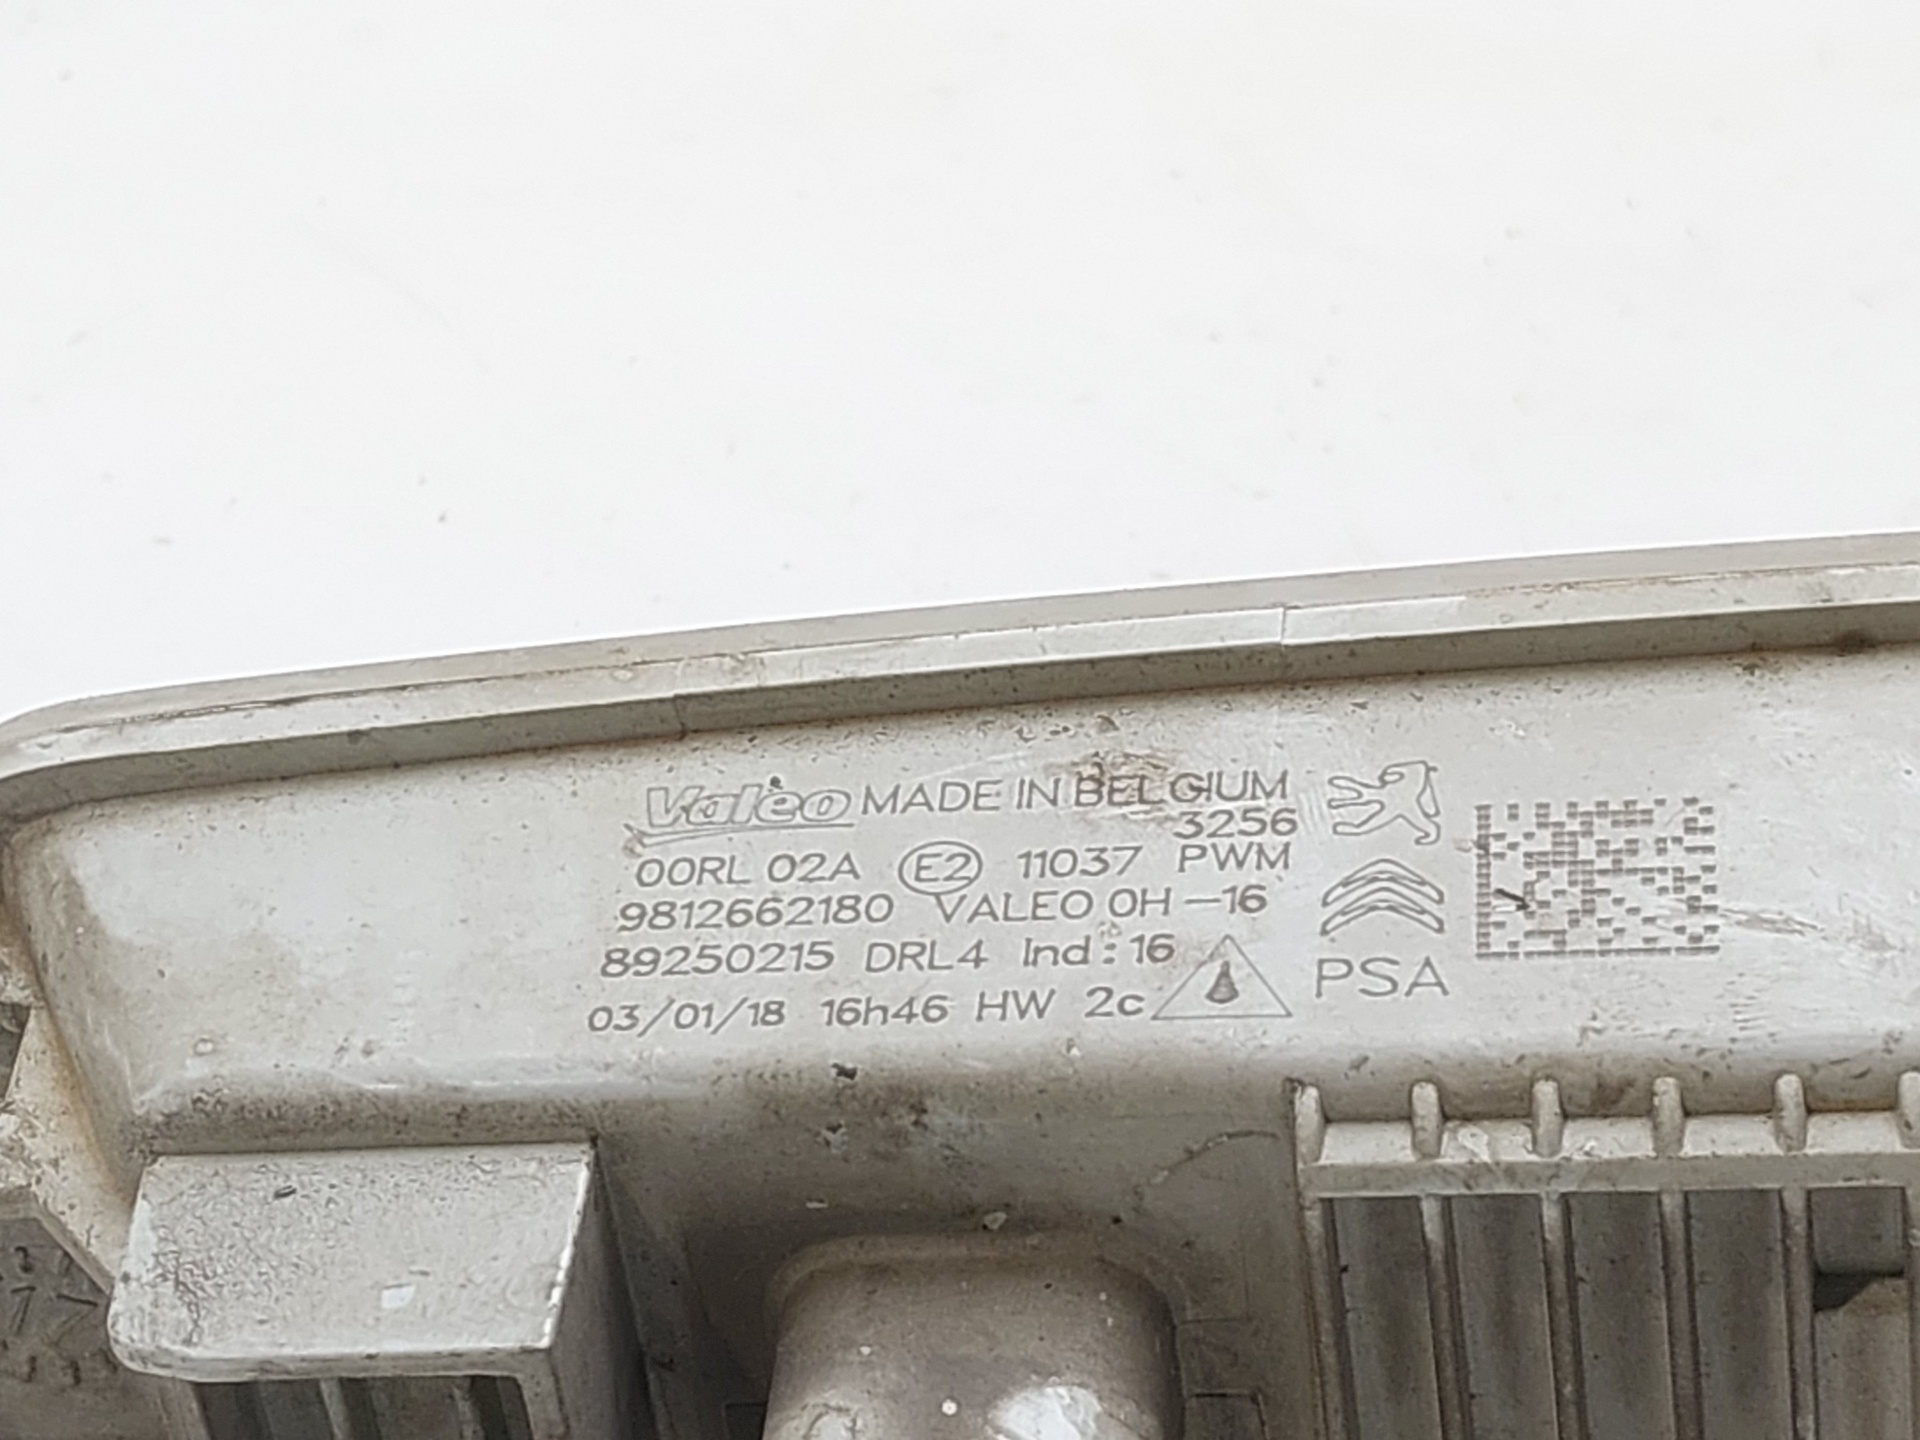 Valeo MADE IN BELGIUM
3256
00RL 02A E2 11037 PWM
9812662180 VALEO 0H-16
89250215 DRL4 Ind: 16
03/01/18 16h46 HW 2c
PSA